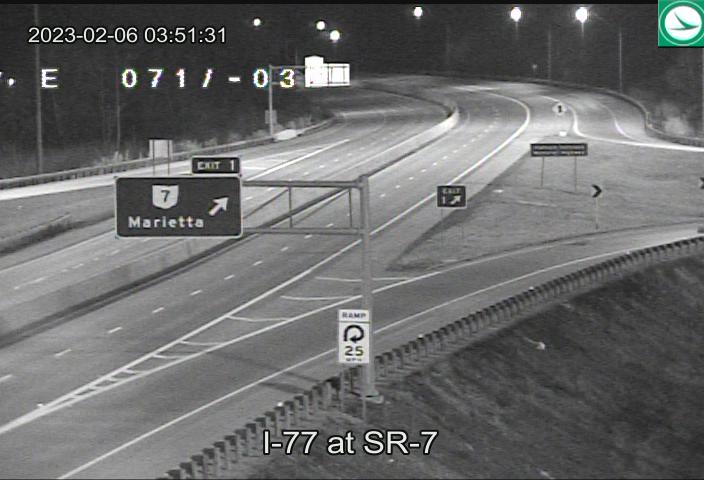 2023-02-06 03:51:31
E 071/-03
EXIT 1
7
Marietta
EXIT
1
RAMP
25
MPH
I-77 at SR-7